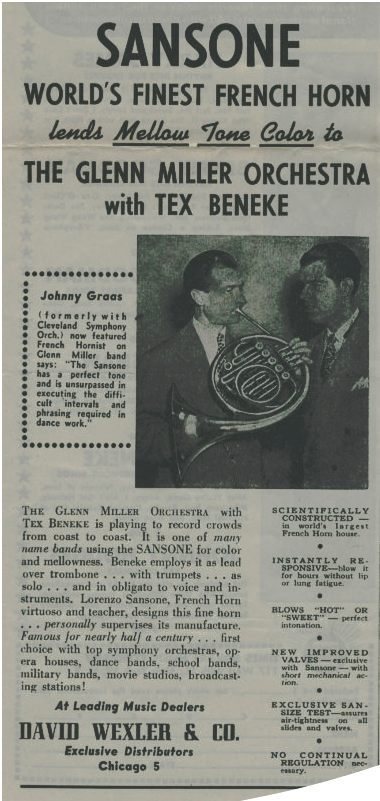 SANSONE
WORLD'S FINEST FRENCH HORN
lends Mellow Tone Color to
THE GLENN MILLER ORCHESTRA
with TEX BENEKE
Johnny Graas
(formerly with
Cleveland Symphony
Orch.) now featured
French Hornist on
Glenn Miller band
says: "The Sansone
has a perfect tone
and is unsurpassed in
executing the diffi-
cult intervals and
phrasing required in
dance work."
THE GLENN MILLER ORCHESTRA with
TEX BENEKE is playing to record crowds
from coast to coast. It is one of many
name bands using the SANSONE for color
and mellowness. Beneke employs it as lead
over trombone . . . with trumpets . . . as
solo . . . and in obligato to voice and in-
struments. Lorenzo Sansone, French Horn
virtuoso and teacher, designs this fine horn
. . . personally supervises its manufacture.
Famous for nearly half a century . . . first
choice with top symphony orchestras, op-
era houses, dance bands, school bands,
military bands, movie studios, broadcast-
ing stations!
At Leading Music Dealers
DAVID WEXLER & CO.
Exclusive Distributors
Chicago 5
SCIENTIFICALLY
CONSTRUCTED —
in world's largest
French Horn house.
•
INSTANTLY RE-
SPONSIVE—blow it
for hours without lip
or lung fatigue.
•
BLOWS "HOT" OR
"SWEET" — perfect
intonation.
•
NEW IMPROVED
VALVES — exclusive
with Sansone — with
short mechanical ac-
tion.
•
EXCLUSIVE SAN-
SIZE TEST—assures
air-tightness on all
slides and valves.
•
NO CONTINUAL
REGULATION nec-
essary.